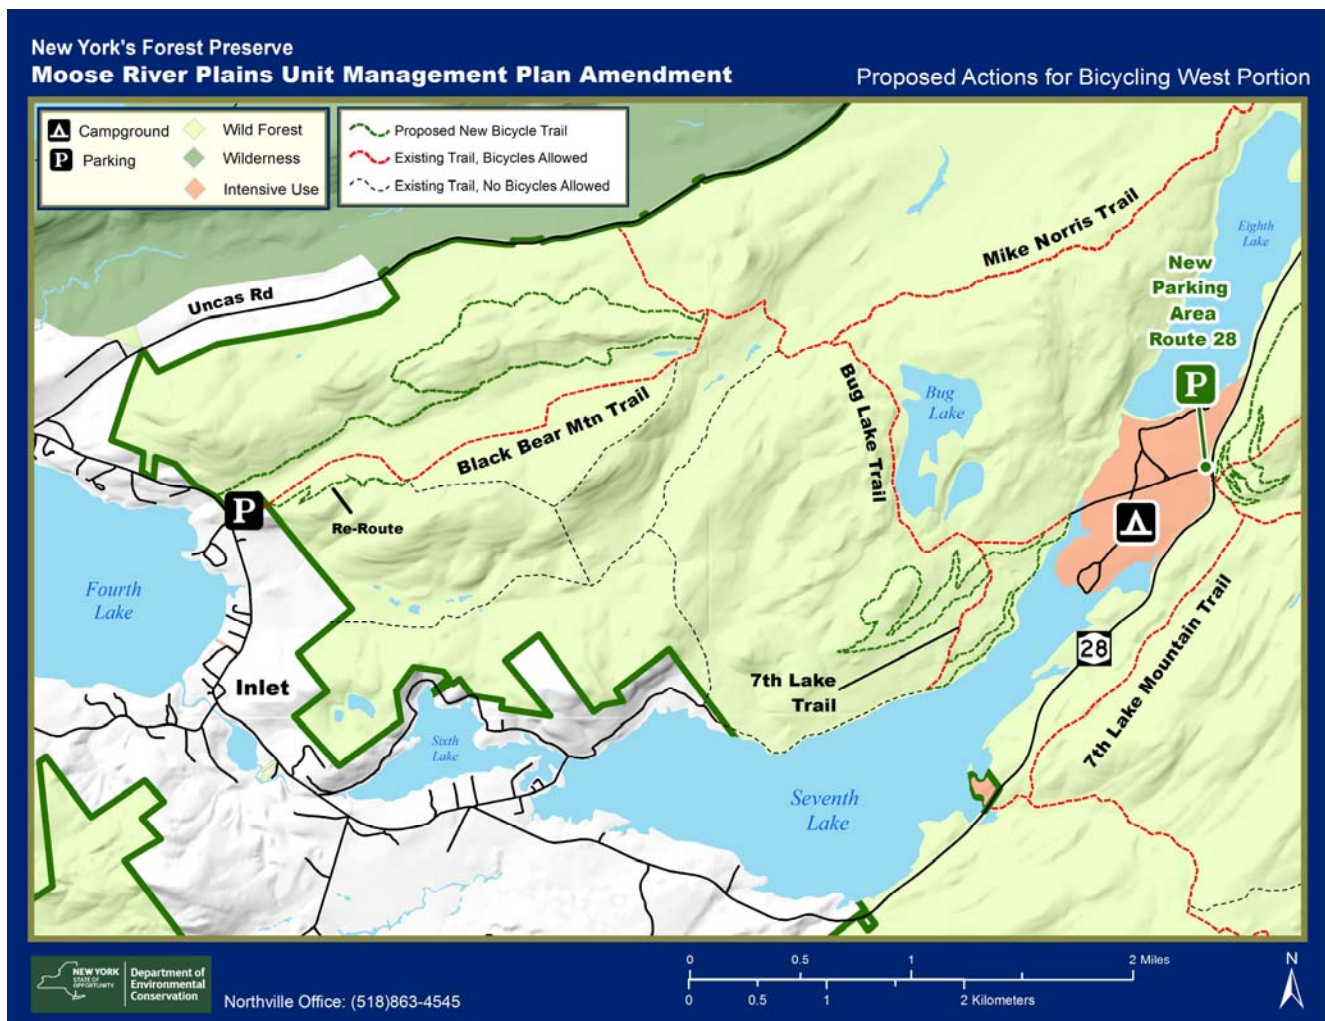 New York's Forest Preserve
Moose River Plains Unit Management Plan Amendment
Proposed Actions for Bicycling West Portion
Campground
Parking
Wild Forest
Wilderness
Intensive Use
Proposed New Bicycle Trail
Existing Trail, Bicycles Allowed
Existing Trail, No Bicycles Allowed
P
Uncas Rd
Mike Norris Trail
Eighth
Lake
New
Parking
Area
Route 28
P
Bug Lake Trail
Bug
Lake
Black Bear Mtn Trail
P
Re-Route
Fourth
Lake
Inlet
Sixth
Lake
7th Lake
Trail
28
7th Lake Mountain Trail
Seventh
Lake
NEW YORK
STATE OF
OPPORTUNITY
Department of
Environmental
Conservation
Northville Office: (518)863-4545
0 0.5 1 2 Miles
0 0.5 1 2 Kilometers
N